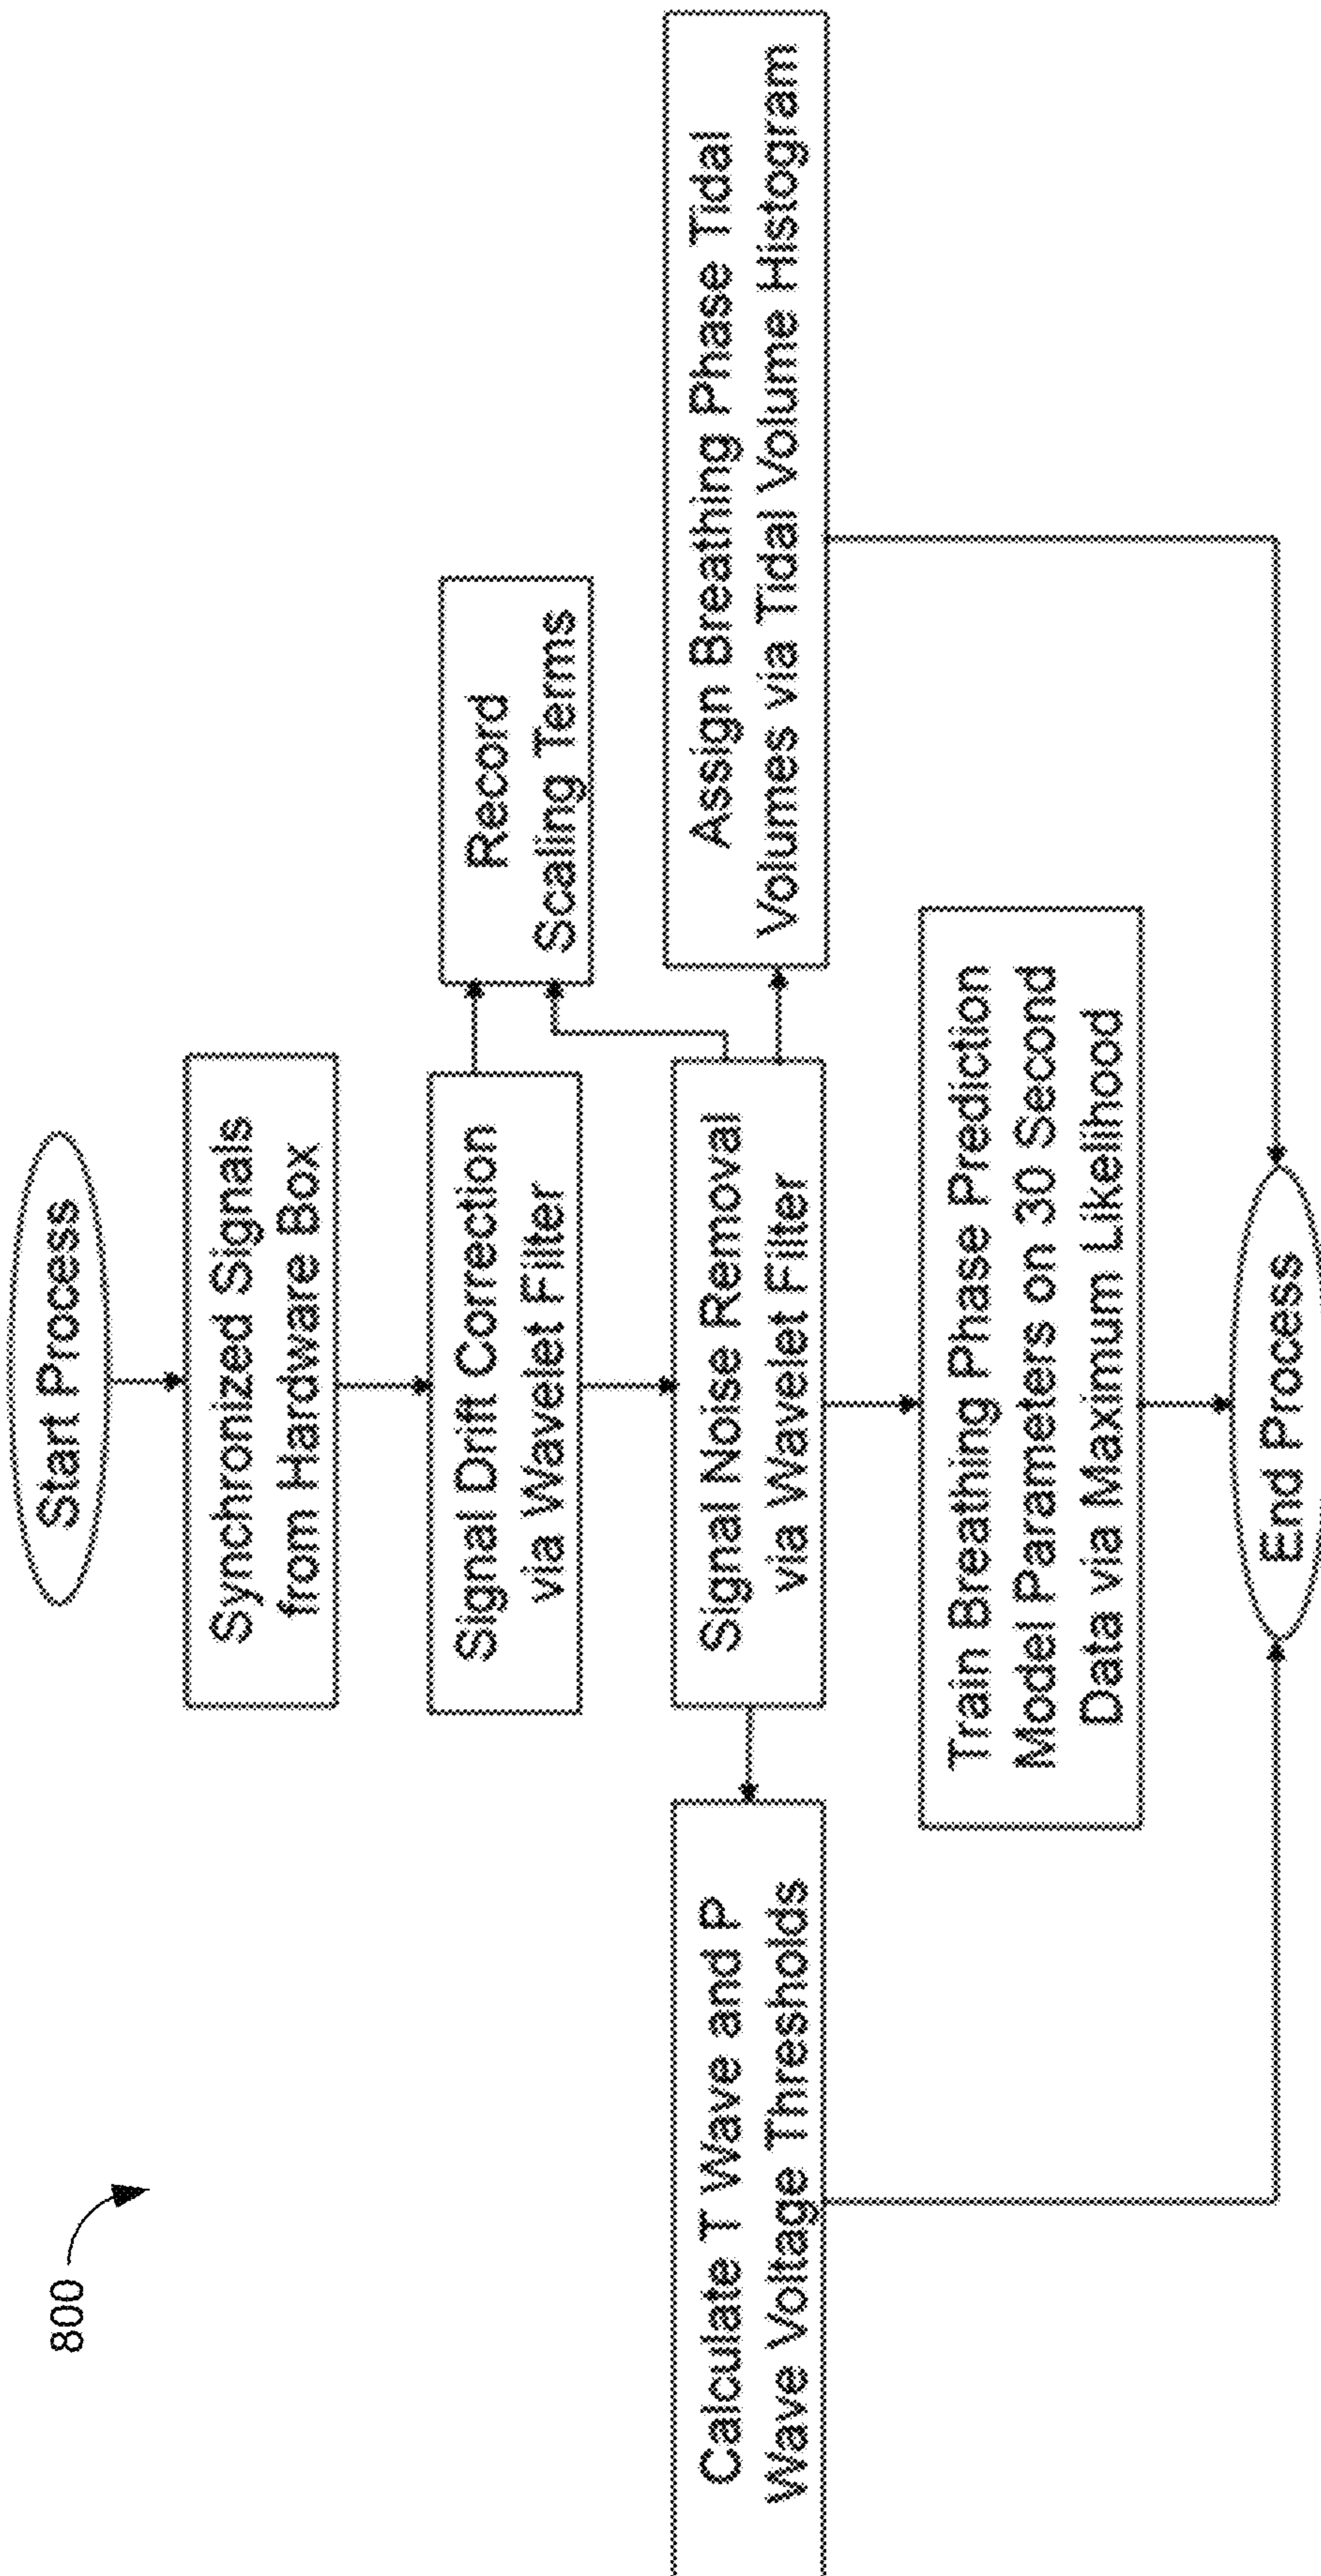 800
Start Process
Synchronized Signals
from Hardware Box
Signal Drift Correction
via Wavelet Filter
Record
Scaling Terms
Calculate T Wave and P
Wave Voltage Thresholds
Signal Noise Removal
via Wavelet Filter
Assign Breathing Phase Tidal
Volumes via Tidal Volume Histogram
Train Breathing Phase Prediction
Model Parameters on 30 Second
Data via Maximum Likelihood
End Process